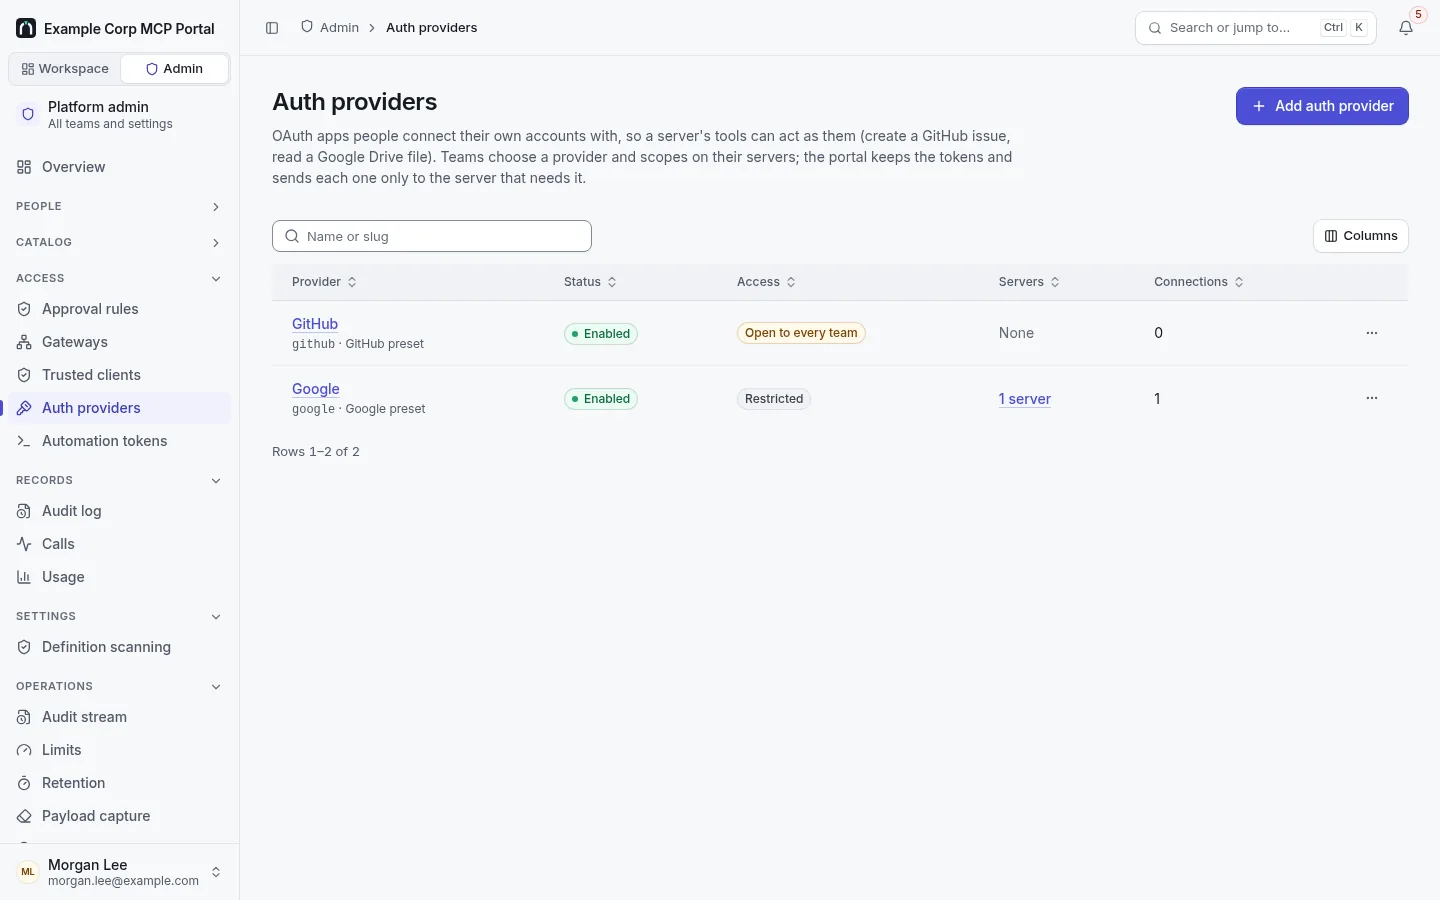 Example Corp MCP Portal
Workspace
Admin
Platform admin
All teams and settings
Overview
PEOPLE
CATALOG
ACCESS
Approval rules
Gateways
Trusted clients
Auth providers
Automation tokens
RECORDS
Audit log
Calls
Usage
SETTINGS
Definition scanning
OPERATIONS
Audit stream
Limits
Retention
Payload capture
ML
Morgan Lee
morgan.lee@example.com
Admin
Auth providers
Search or jump to...
Ctrl
K
5
Auth providers
Add auth provider
OAuth apps people connect their own accounts with, so a server's tools can act as them (create a GitHub issue,
read a Google Drive file). Teams choose a provider and scopes on their servers; the portal keeps the tokens and
sends each one only to the server that needs it.
Name or slug
Columns
Provider Status Access Servers Connections
GitHub
github · GitHub preset
Enabled
Open to every team
None
0
Google
google · Google preset
Enabled
Restricted
1 server
1
Rows 1–2 of 2